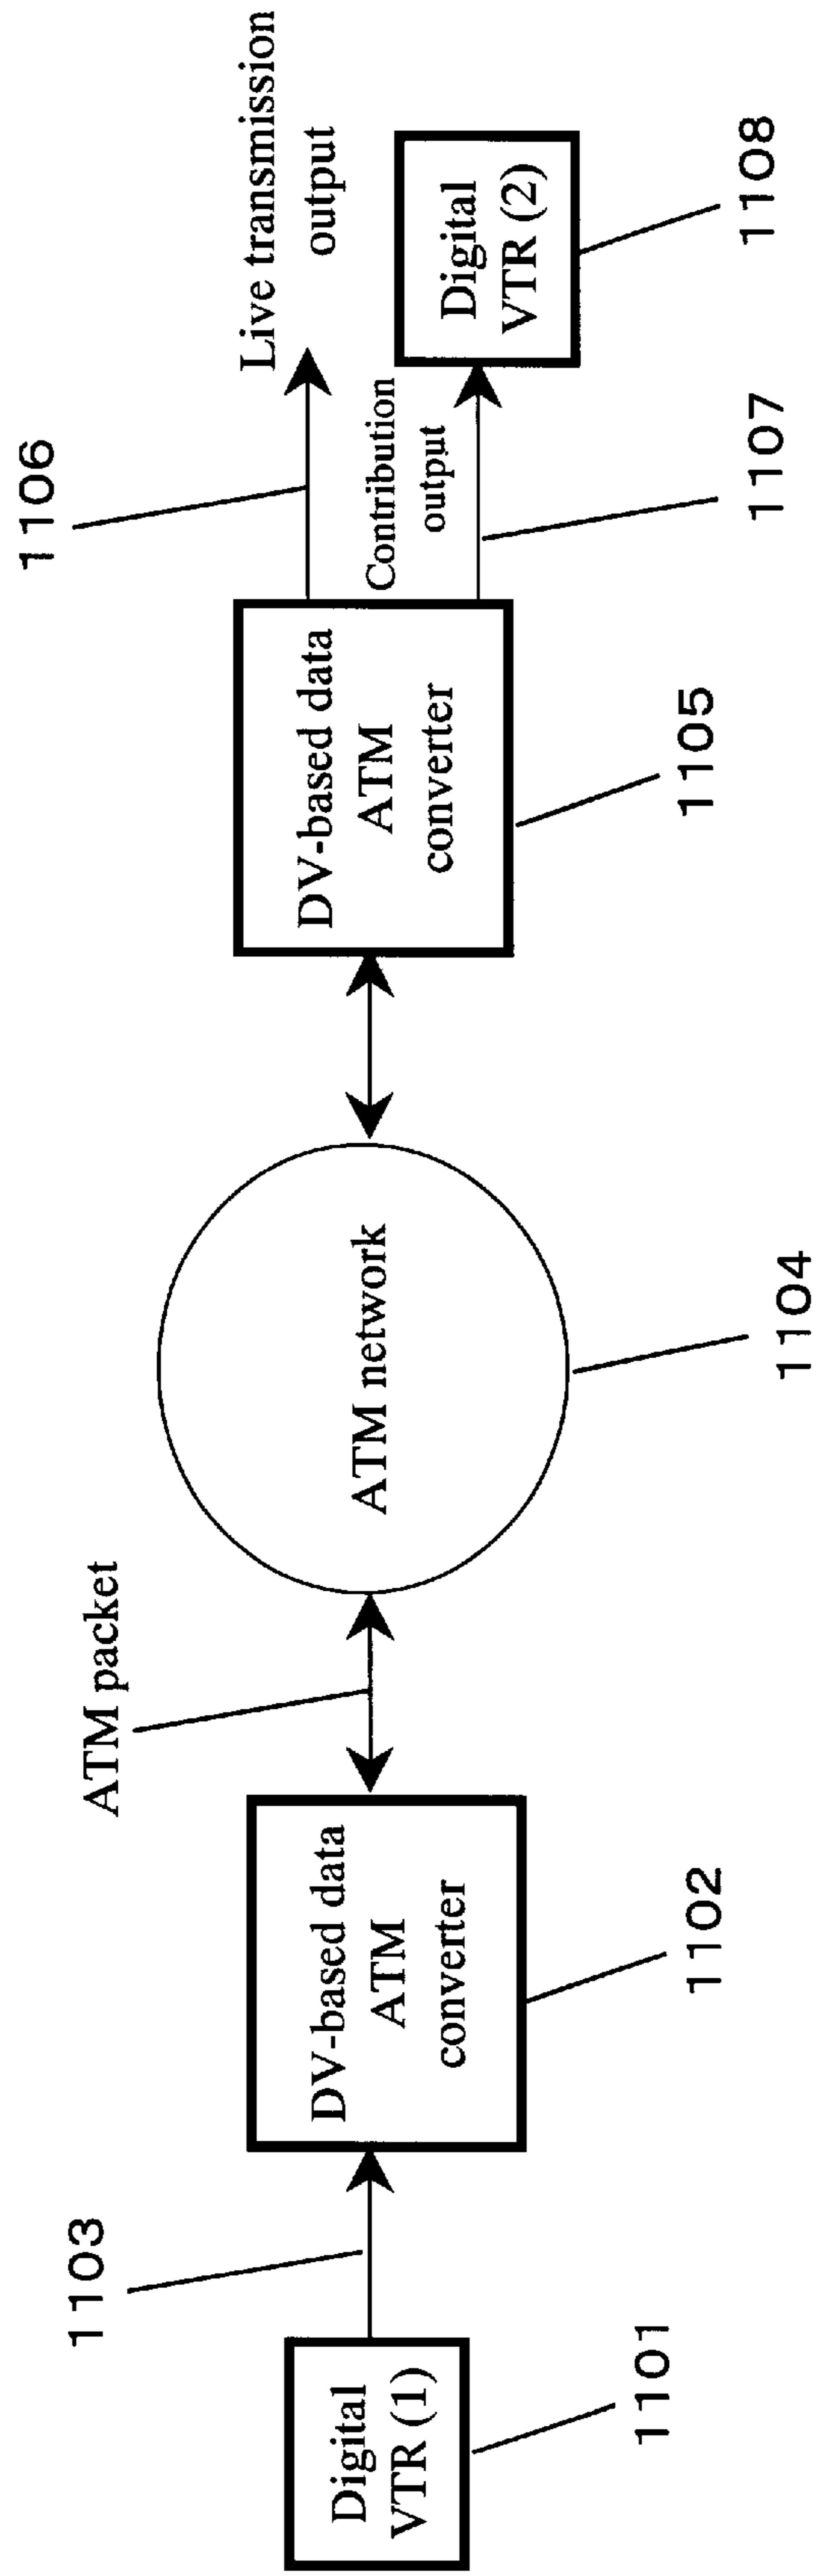 Digital
VTR (1)
1101
1103
DV-based data
ATM
converter
1102
ATM packet
ATM network
1104
DV-based data
ATM
converter
1105
1106
Live transmission
output
Contribution
output
1107
Digital
VTR (2)
1108